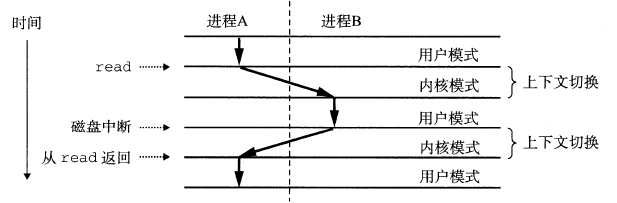 时间
进程A 进程B
用户模式
read
内核模式
上下文切换
用户模式
磁盘中断
内核模式
上下文切换
从 read 返回
用户模式